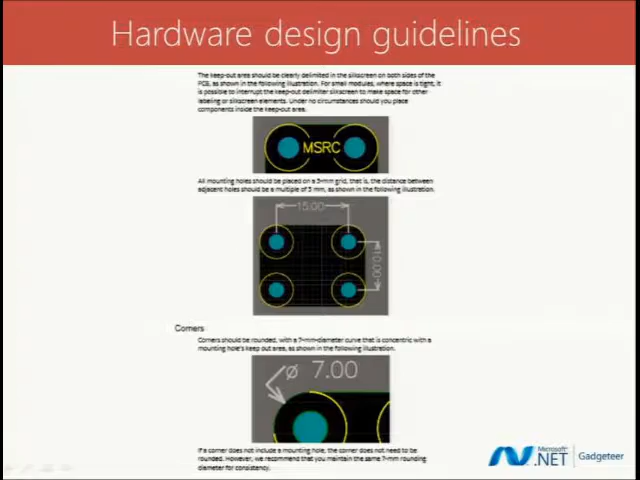 Hardware design guidelines
The keep-out area should be clearly delimited in the silkscreen on both sides of the
PCB, as shown in the following illustration. For small modules, where space is tight, it
is possible to interrupt the keep-out delimiter silkscreen to make space for other
labeling or silkscreen elements. Under no circumstances should you place
components inside the keep-out area.
MSRC
All mounting holes should be placed on a 5-mm grid, that is, the distance between
adjacent holes should be a multiple of 5 mm, as shown in the following illustration.
15.00
10.00
Corners
Corners should be rounded, with a 7-mm-diameter curve that is concentric with a
mounting hole's keep out area, as shown in the following illustration.
ø 7.00
If a corner does not include a mounting hole, the corner does not need to be
rounded. However, we recommend that you maintain the same 7-mm rounding
diameter for consistency.
Microsoft
.NET Gadgeteer